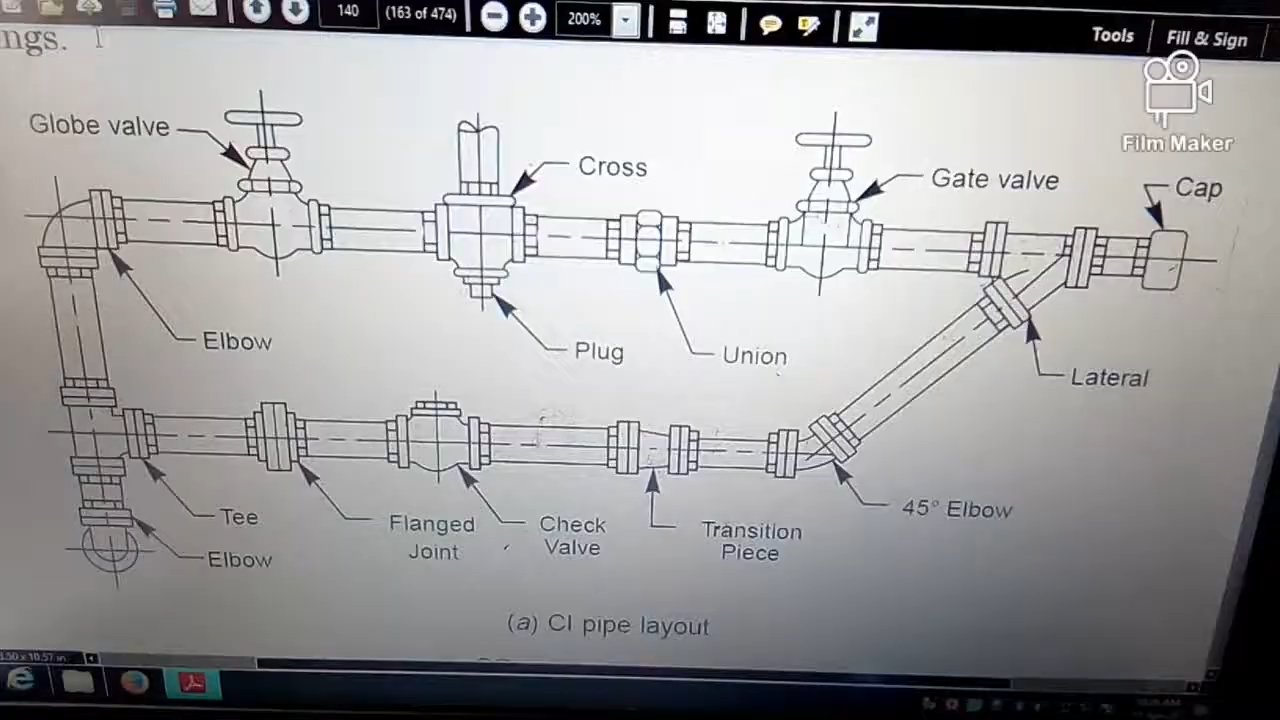 140
(163 of 474)
200%
Tools
Fill & Sign
ngs.
Film Maker
Globe valve
Cross
Gate valve
Cap
Elbow
Plug
Union
Lateral
Tee
Flanged
Joint
Check
Valve
Transition
Piece
45° Elbow
Elbow
(a) CI pipe layout